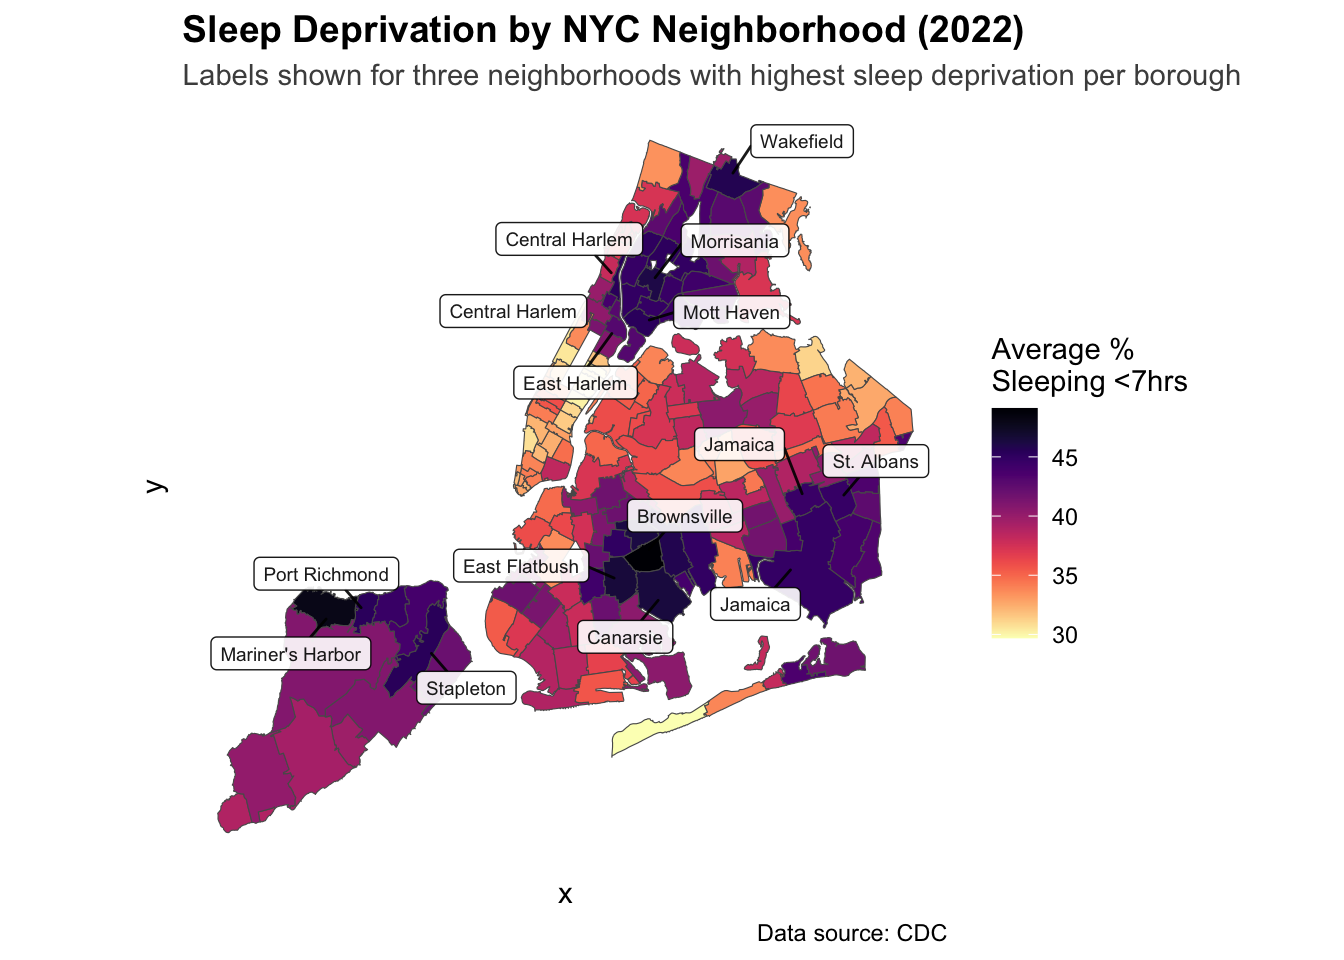 Sleep Deprivation by NYC Neighborhood (2022)
Labels shown for three neighborhoods with highest sleep deprivation per borough
Wakefield
Central Harlem
Morrisania
Central Harlem
Mott Haven
East Harlem
Jamaica
St. Albans
Brownsville
East Flatbush
Port Richmond
Jamaica
Canarsie
Mariner's Harbor
Stapleton
Average %
Sleeping <7hrs
45
40
35
30
y
x
Data source: CDC